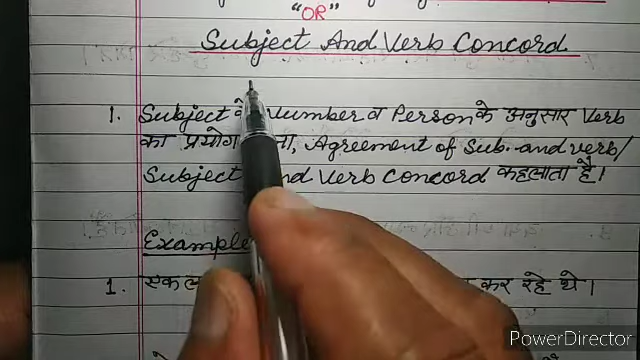 "OR"
Subject And Verb Concord
1. Subject के Number व Person के अनुसार Verb
का प्रयोग, Agreement of Sub. and verb/
Subject And Verb Concord कहलाता है।
Example
1. एक कर रहे थे।
PowerDirector